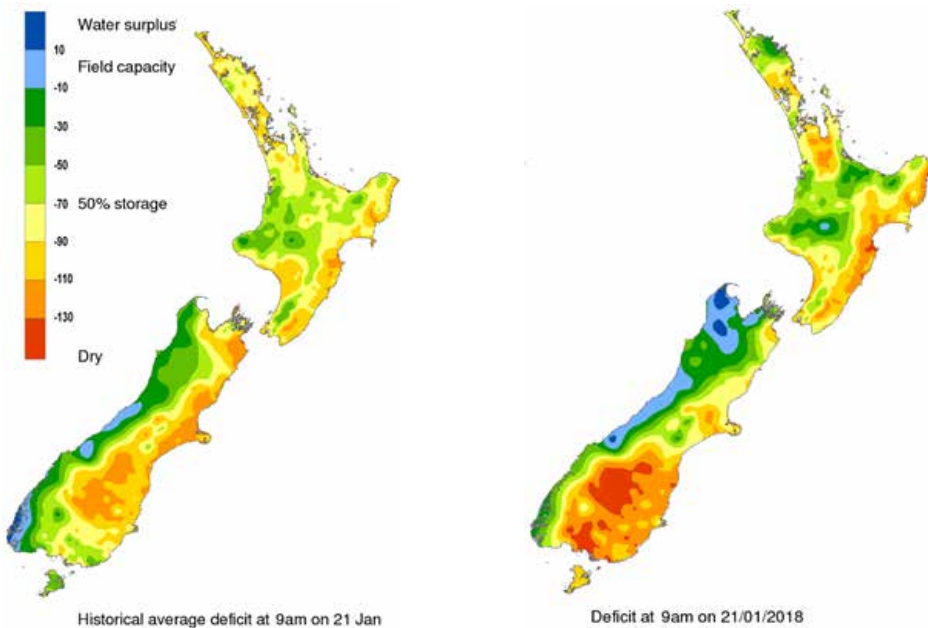 Water surplus
10
Field capacity
-10
-30
-50
50% storage
-70
-90
-110
-130
Dry
Historical average deficit at 9am on 21 Jan
Deficit at 9am on 21/01/2018